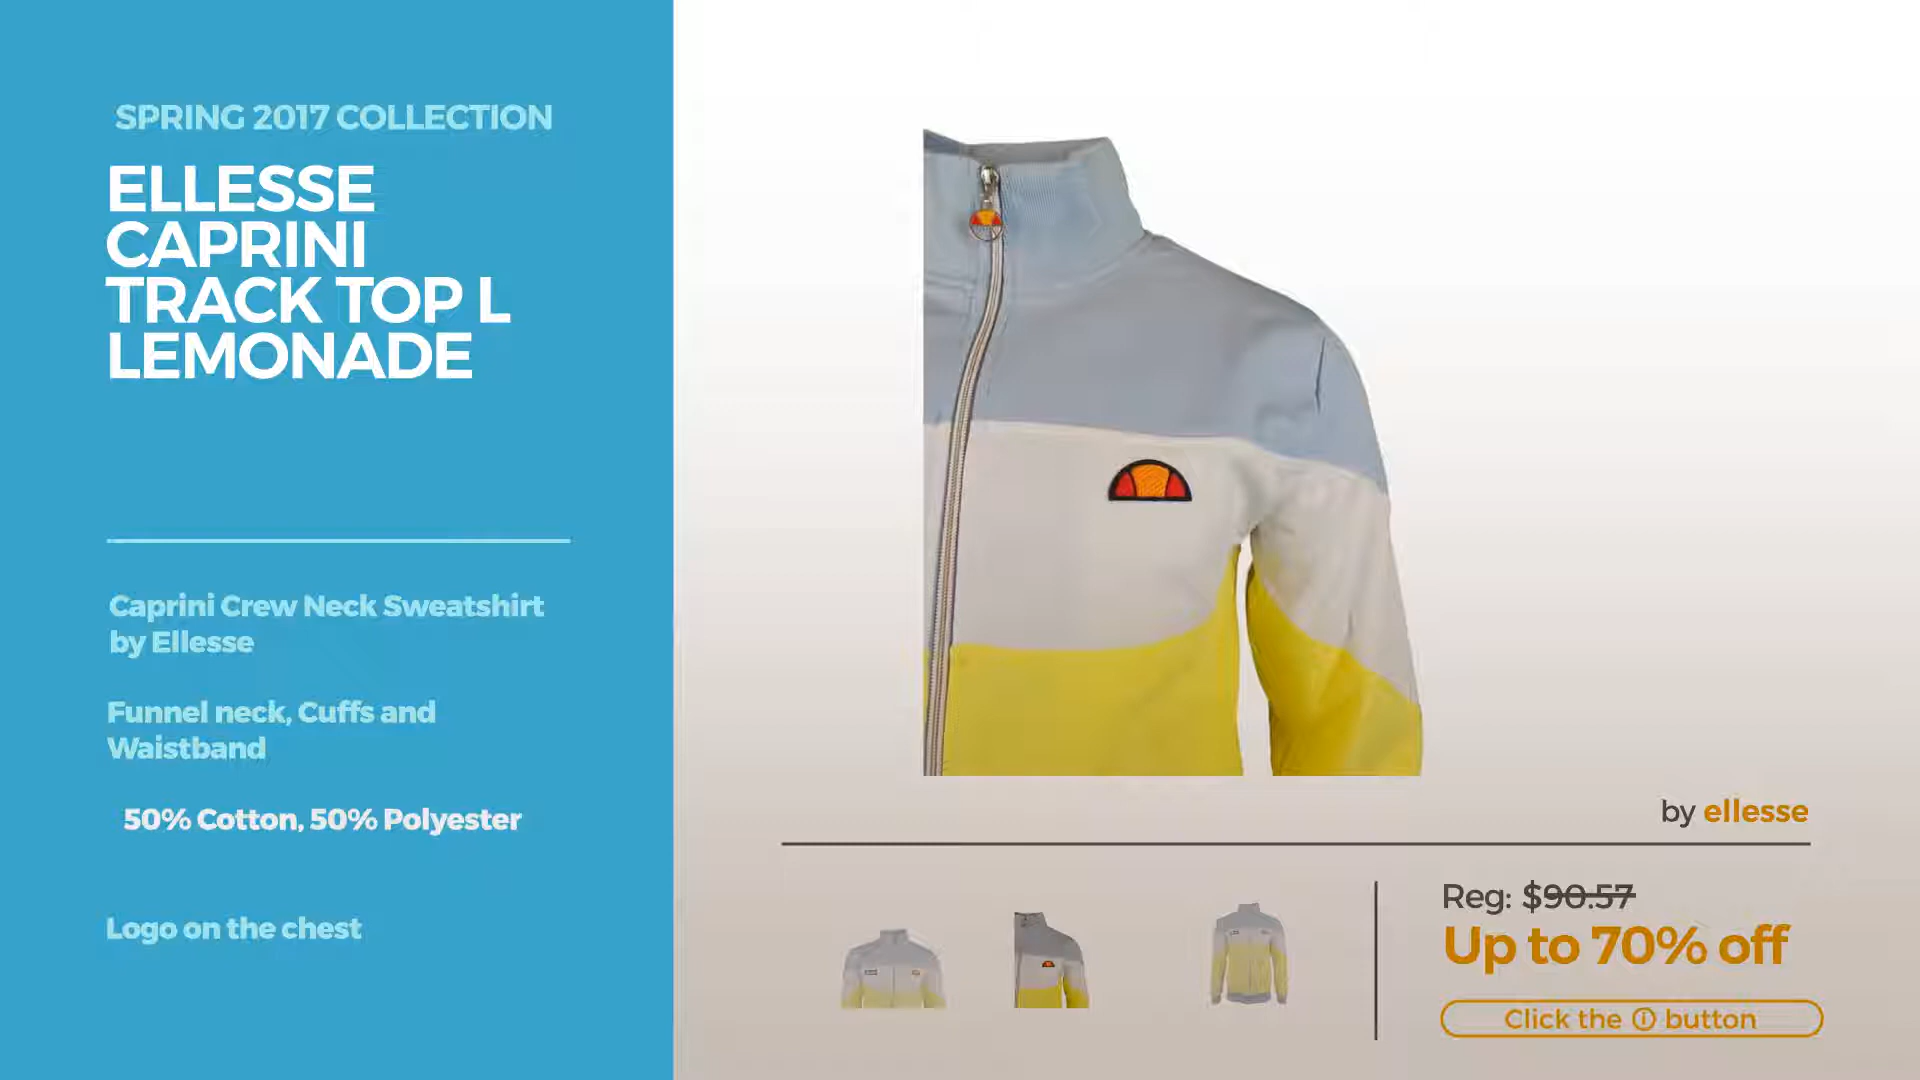 SPRING 2017 COLLECTION
ELLESSE
CAPRINI
TRACK TOP L
LEMONADE
Caprini Crew Neck Sweatshirt
by Ellesse
Funnel neck, Cuffs and
Waistband
50% Cotton, 50% Polyester
Logo on the chest
by ellesse
Reg: $90.57
Up to 70% off
Click the ⓘ button